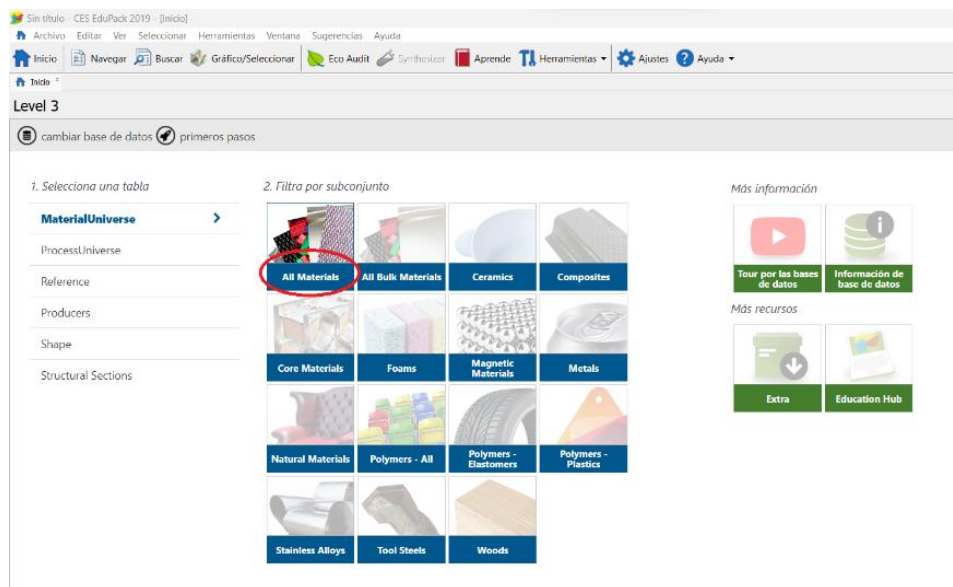 Sin título - CES EduPack 2019 - [Inicio]
Archivo Editar Ver Seleccionar Herramientas Ventana Sugerencias Ayuda
Inicio Navegar Buscar Gráfico/Seleccionar Eco Audit Synthesizer Aprende Herramientas Ajustes Ayuda
Inicio
Level 3
cambiar base de datos primeros pasos
1. Selecciona una tabla
MaterialUniverse
ProcessUniverse
Reference
Producers
Shape
Structural Sections
2. Filtra por subconjunto
All Materials
All Bulk Materials
Ceramics
Composites
Core Materials
Foams
Magnetic
Materials
Metals
Natural Materials
Polymers - All
Polymers -
Elastomers
Polymers -
Plastics
Stainless Alloys
Tool Steels
Woods
Más información
Tour por las bases
de datos
Información de
base de datos
Más recursos
Extra
Education Hub